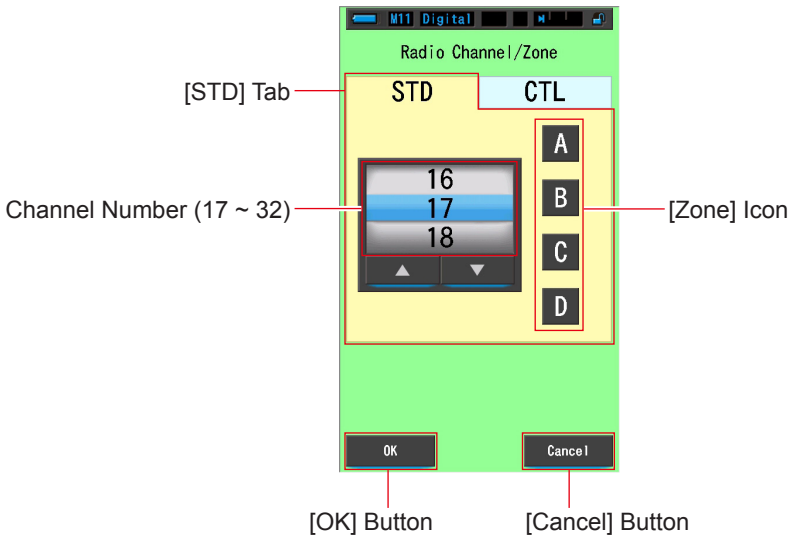 M11 Digital
Radio Channel/Zone
[STD] Tab
STD
CTL
A
Channel Number (17 ~ 32)
16
17
18
B
[Zone] Icon
C
D
OK
Cancel
[OK] Button
[Cancel] Button